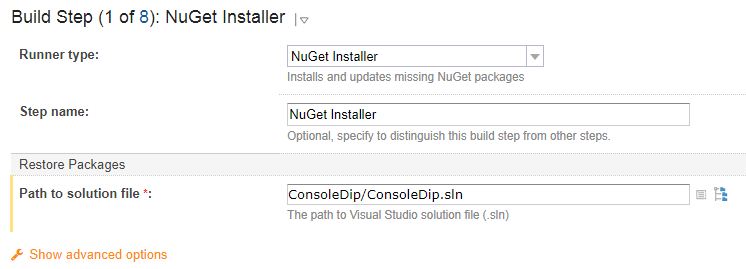 Build Step (1 of 8): NuGet Installer
Runner type:
NuGet Installer
Installs and updates missing NuGet packages
Step name:
NuGet Installer
Optional, specify to distinguish this build step from other steps.
Restore Packages
Path to solution file *:
ConsoleDip/ConsoleDip.sln
The path to Visual Studio solution file (.sln)
Show advanced options